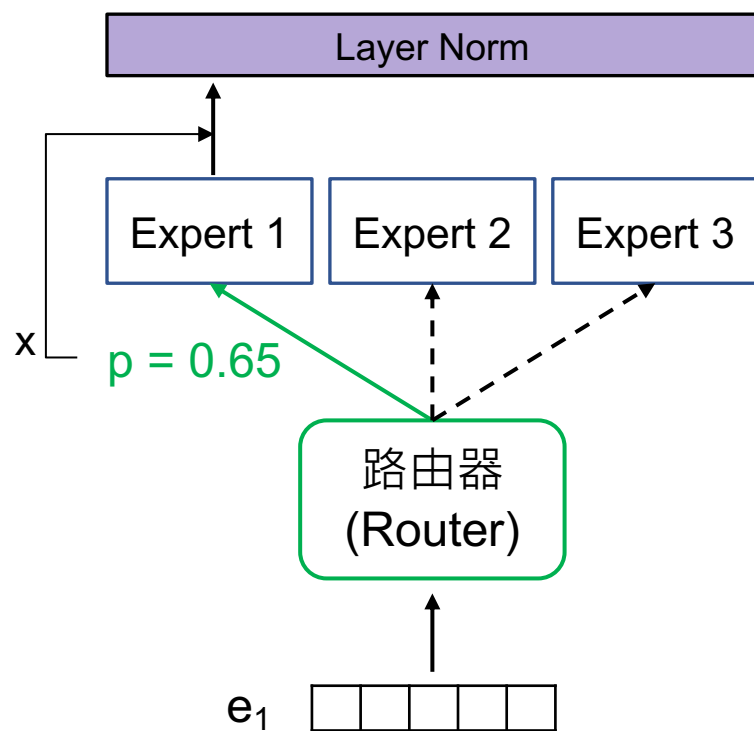 Layer Norm
Expert 1
Expert 2
Expert 3
x
p = 0.65
路由器
(Router)
e₁